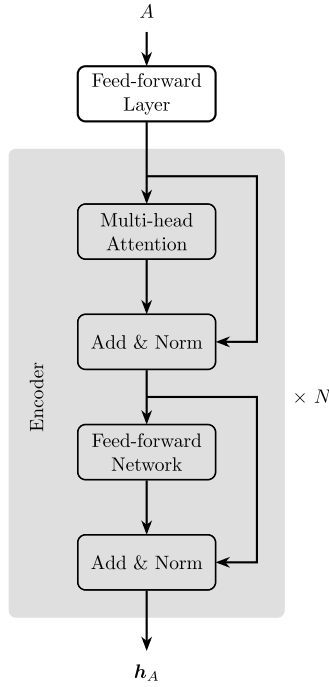 A
Feed-forward
Layer
Multi-head
Attention
Add & Norm
Encoder
× N
Feed-forward
Network
Add & Norm
h_A